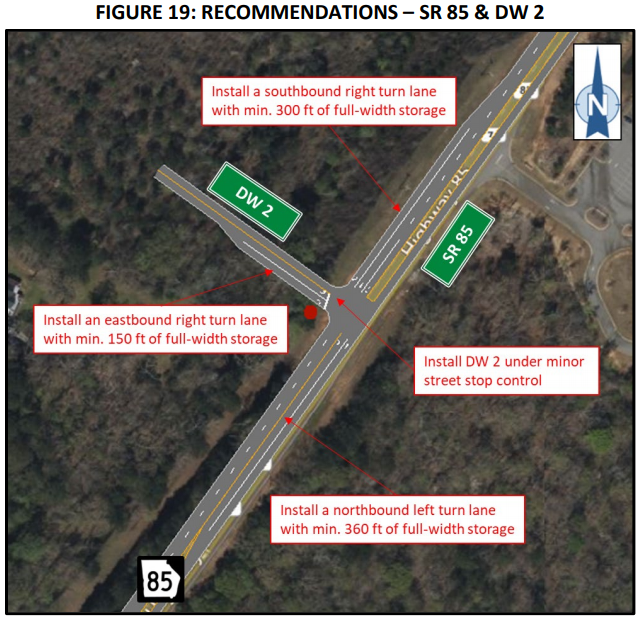 FIGURE 19: RECOMMENDATIONS – SR 85 & DW 2
Install a southbound right turn lane
with min. 300 ft of full-width storage
N
DW 2
Highway 85
SR 85
Install an eastbound right turn lane
with min. 150 ft of full-width storage
Install DW 2 under minor
street stop control
Install a northbound left turn lane
with min. 360 ft of full-width storage
85